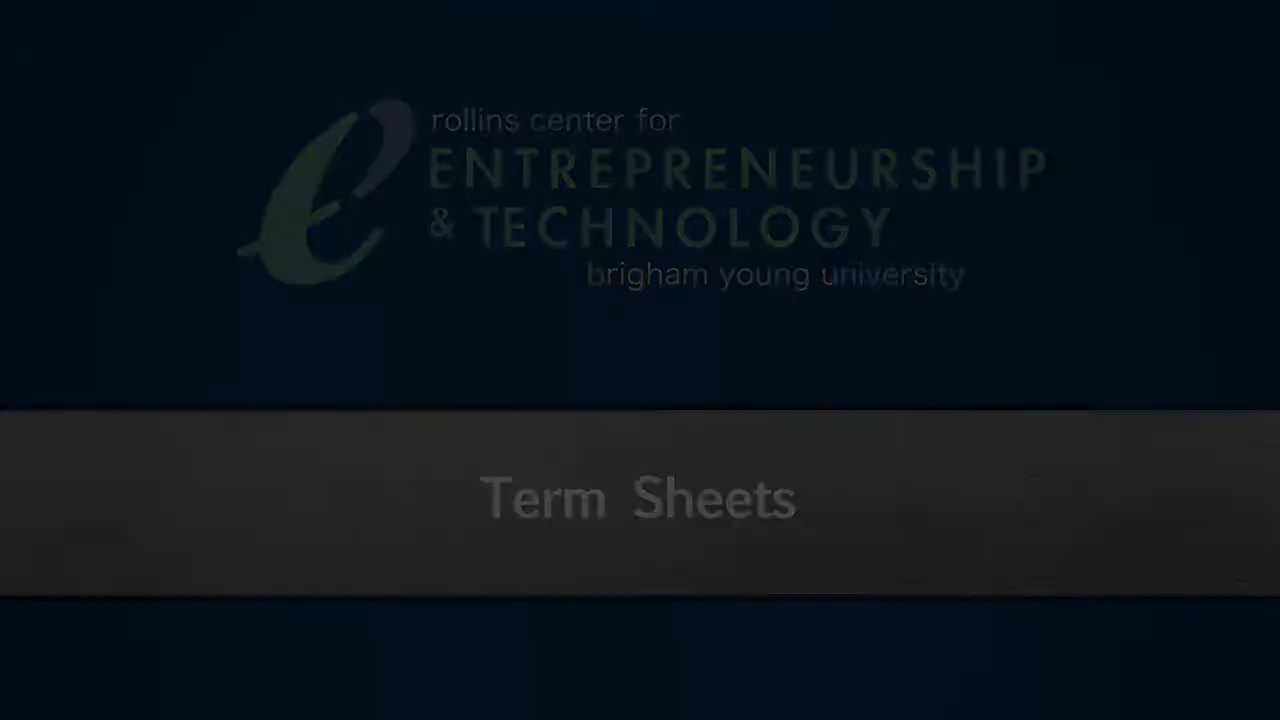 rollins center for
ENTREPRENEURSHIP
& TECHNOLOGY
brigham young university
Term Sheets